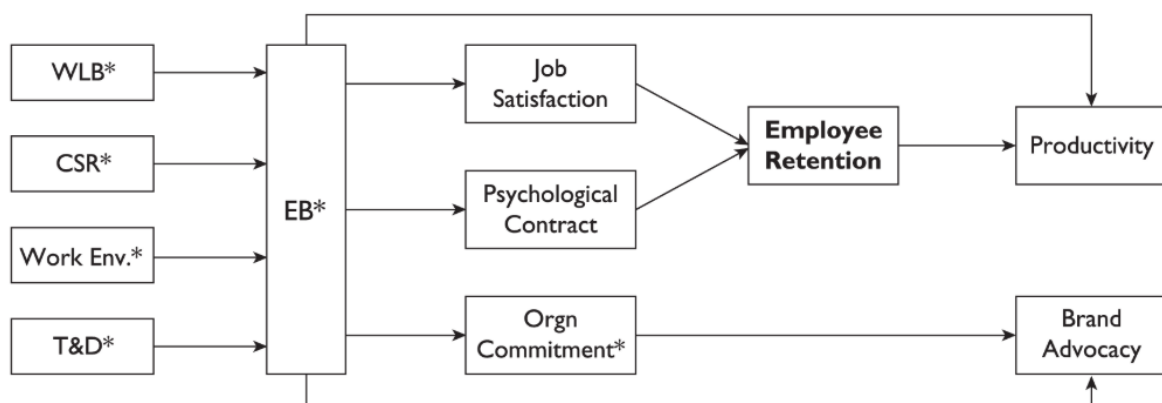 WLB*
CSR*
Work Env.*
T&D*
EB*
Job
Satisfaction
Psychological
Contract
Orgn
Commitment*
Employee
Retention
Productivity
Brand
Advocacy